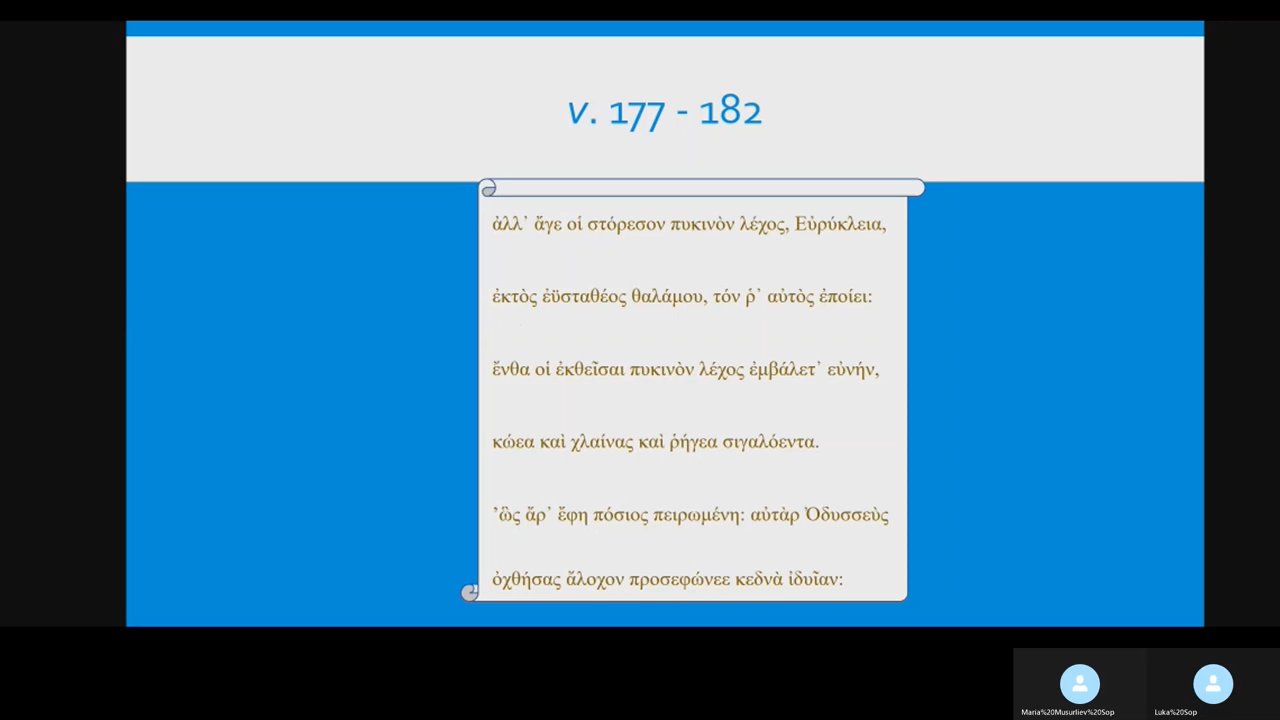 v. 177 - 182
ἀλλ᾽ ἄγε οἱ στόρεσον πυκινὸν λέχος, Εὐρύκλεια,
ἐκτὸς ἐϋσταθέος θαλάμου, τόν ῥ᾽ αὐτὸς ἐποίει:
ἔνθα οἱ ἐκθεῖσαι πυκινὸν λέχος ἐμβάλετ᾽ εὐνήν,
κώεα καὶ χλαίνας καὶ ῥήγεα σιγαλόεντα.
᾽ὣς ἄρ᾽ ἔφη πόσιος πειρωμένη: αὐτὰρ Ὀδυσσεὺς
ὀχθήσας ἄλοχον προσεφώνεε κεδνὰ ἰδυῖαν:
Maria%20Musurliev%20Sop
Luka%20Sop